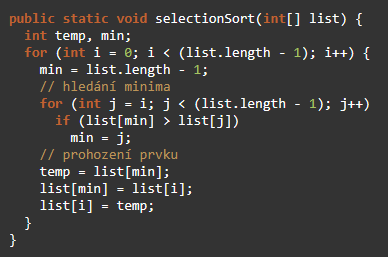 public static void selectionSort(int[] list) {
  int temp, min;
  for (int i = 0; i < (list.length - 1); i++) {
    min = list.length - 1;
    // hledání minima
    for (int j = i; j < (list.length - 1); j++)
      if (list[min] > list[j])
        min = j;
    // prohození prvku
    temp = list[min];
    list[min] = list[i];
    list[i] = temp;
  }
}